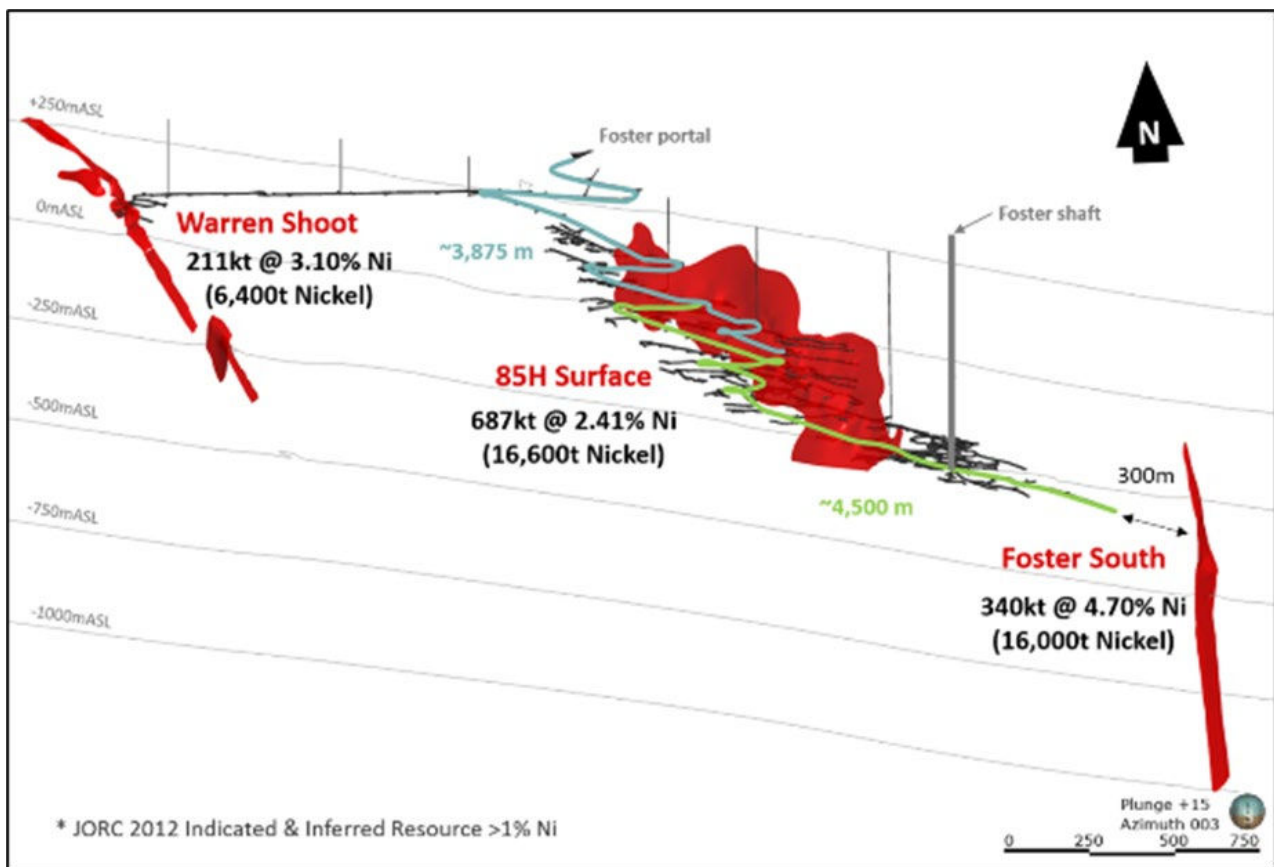 +250mASL
Foster portal
N
0mASL
Warren Shoot
211kt @ 3.10% Ni
(6,400t Nickel)
~3,875 m
Foster shaft
-250mASL
85H Surface
687kt @ 2.41% Ni
(16,600t Nickel)
-500mASL
300m
~4,500 m
-750mASL
Foster South
340kt @ 4.70% Ni
(16,000t Nickel)
-1000mASL
* JORC 2012 Indicated & Inferred Resource >1% Ni
Plunge +15
Azimuth 003
0 250 500 750